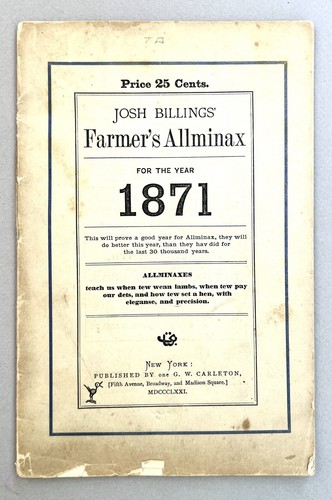 TA
Price 25 Cents.
JOSH BILLINGS'
Farmer's Allminax
FOR THE YEAR
1871
This will prove a good year for Allminax, they will
do better this year, than they hav did for
the last 30 thousand years.
ALLMINAXES
teach us when tew wean lambs, when tew pay
our dets, and how tew set a hen, with
eleganse, and precision.
New York:
PUBLISHED BY one G. W. CARLETON,
[Fifth Avenue, Broadway, and Madison Square.]
MDCCCLXXI.